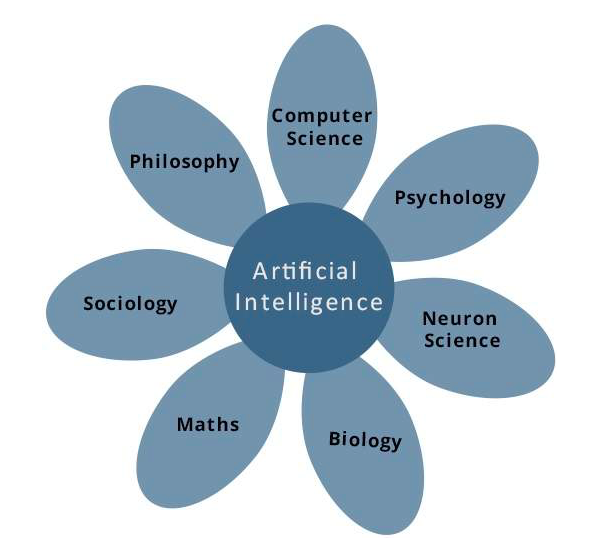 Computer
Science
Philosophy
Psychology
Artificial
Intelligence
Sociology
Neuron
Science
Maths
Biology